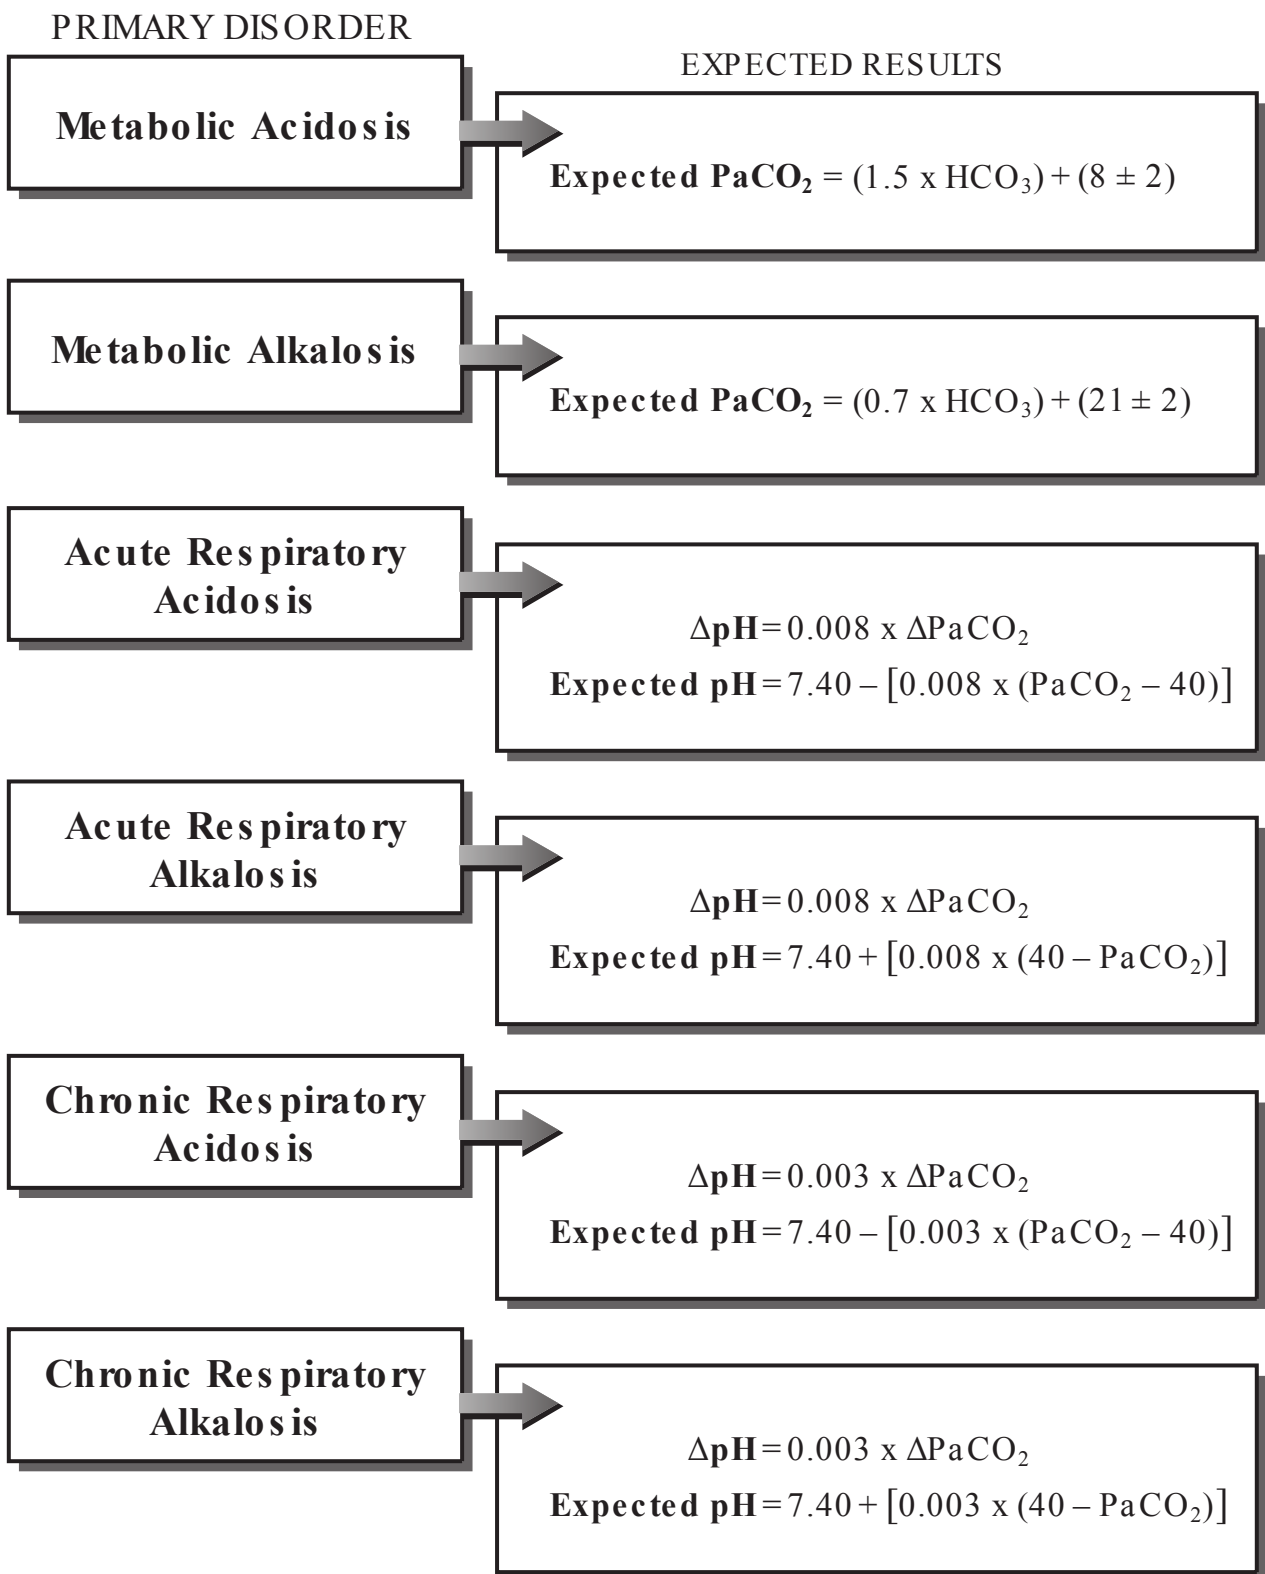 PRIMARY DISORDER
EXPECTED RESULTS
Metabolic Acidosis
Expected PaCO₂ = (1.5 x HCO₃) + (8 ± 2)
Metabolic Alkalosis
Expected PaCO₂ = (0.7 x HCO₃) + (21 ± 2)
Acute Respiratory
Acidosis
ΔpH = 0.008 x ΔPaCO₂
Expected pH = 7.40 – [0.008 x (PaCO₂ – 40)]
Acute Respiratory
Alkalosis
ΔpH = 0.008 x ΔPaCO₂
Expected pH = 7.40 + [0.008 x (40 – PaCO₂)]
Chronic Respiratory
Acidosis
ΔpH = 0.003 x ΔPaCO₂
Expected pH = 7.40 – [0.003 x (PaCO₂ – 40)]
Chronic Respiratory
Alkalosis
ΔpH = 0.003 x ΔPaCO₂
Expected pH = 7.40 + [0.003 x (40 – PaCO₂)]